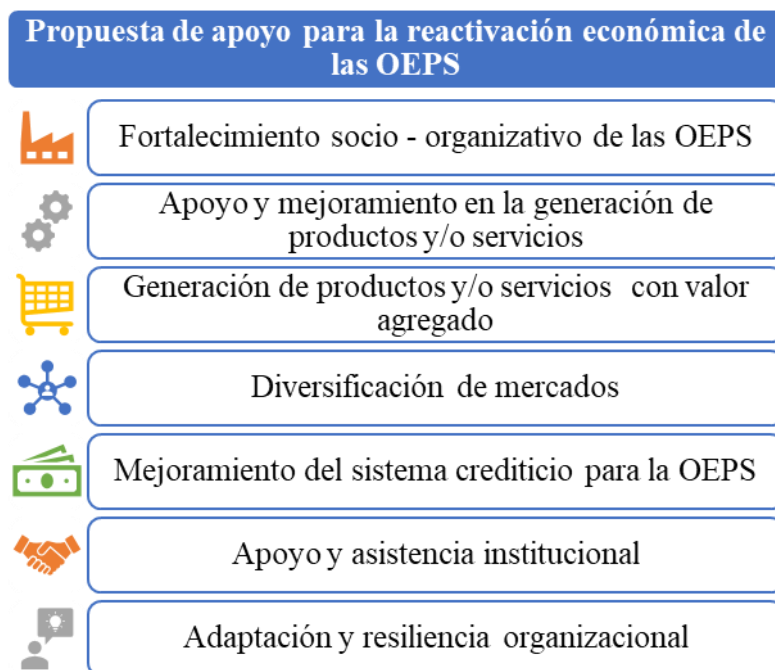 Propuesta de apoyo para la reactivación económica de
las OEPS
Fortalecimiento socio - organizativo de las OEPS
Apoyo y mejoramiento en la generación de
productos y/o servicios
Generación de productos y/o servicios con valor
agregado
Diversificación de mercados
Mejoramiento del sistema crediticio para la OEPS
Apoyo y asistencia institucional
Adaptación y resiliencia organizacional